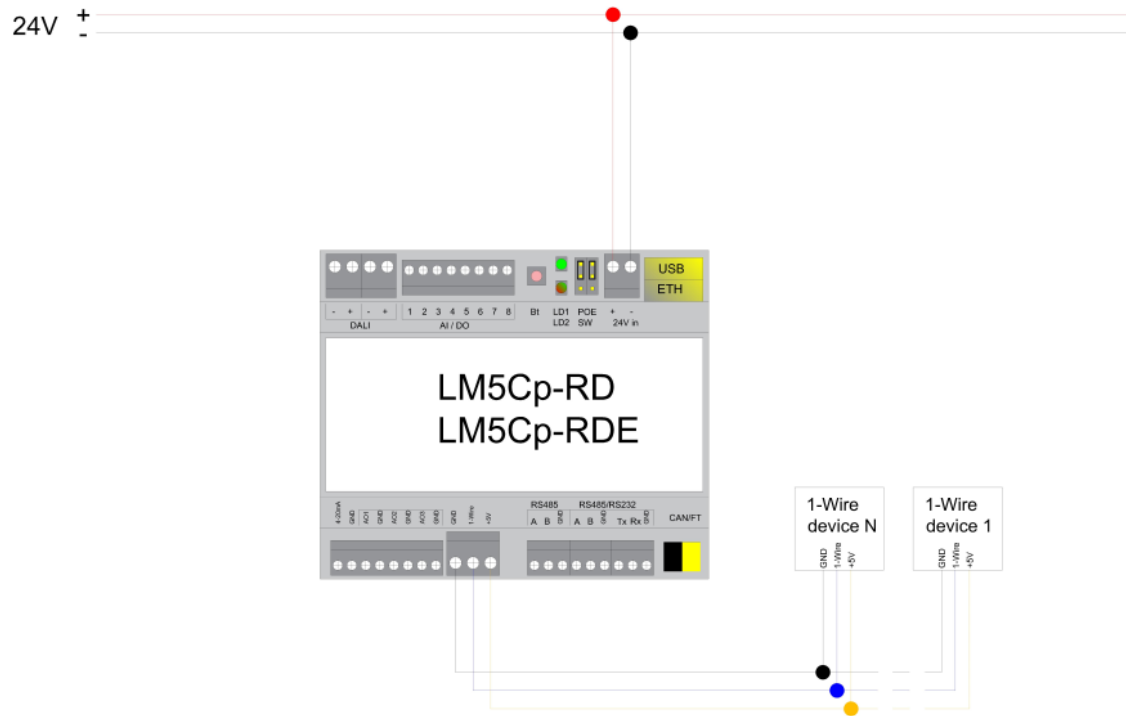 24V + -
USB
ETH
- + - + 1 2 3 4 5 6 7 8 Bt LD1 POE + -
DALI AI / DO LD2 SW 24V in
LM5Cp-RD
LM5Cp-RDE
RS485 RS485/RS232
4-20mA GND AO1 GND AO2 GND AO3 GND GND 1-Wire +5V A B GND A B GND Tx Rx GND CAN/FT
1-Wire
device N
GND 1-Wire +5V
1-Wire
device 1
GND 1-Wire +5V